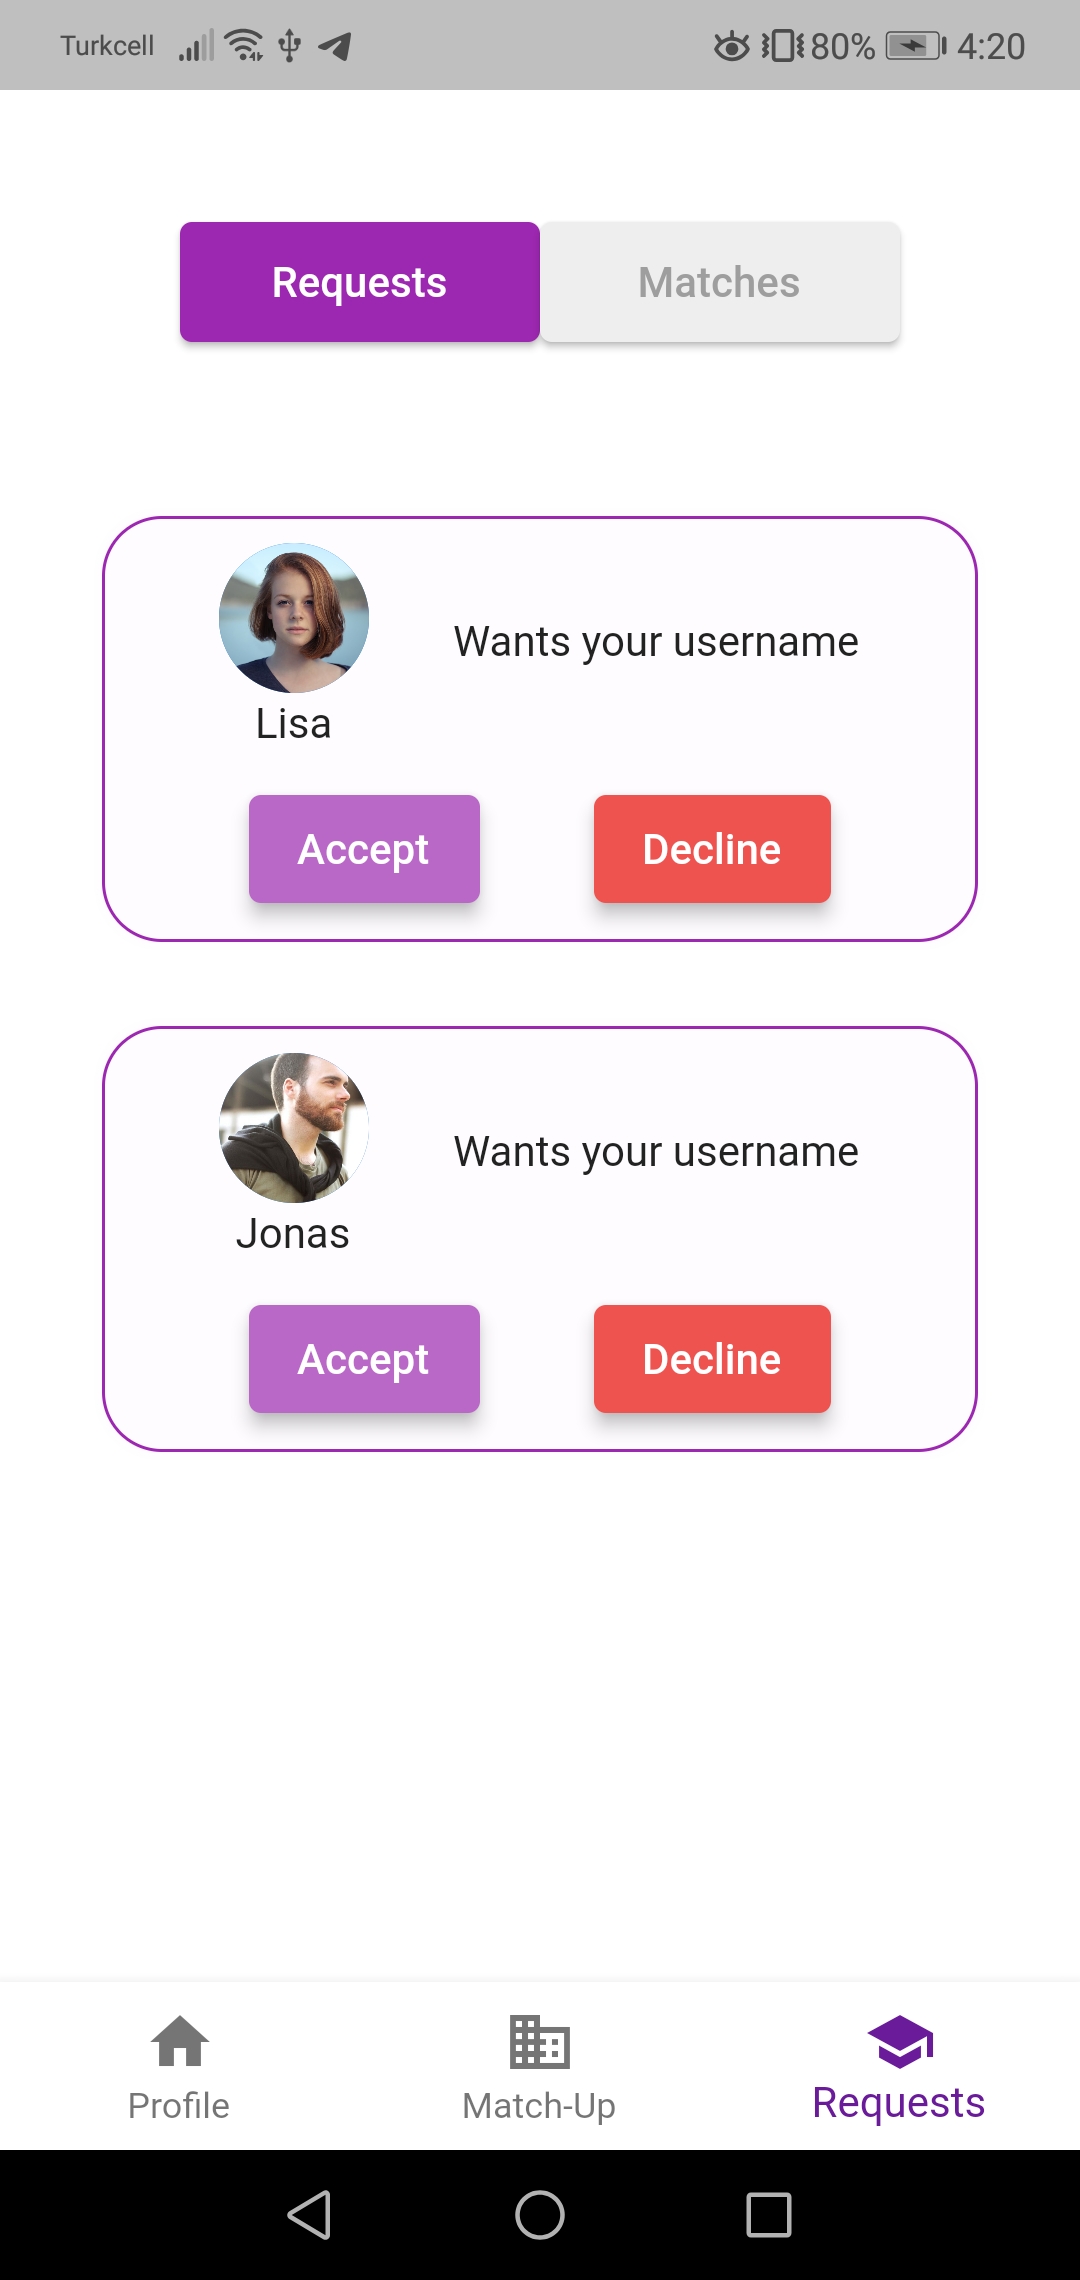 Turkcell 80% 4:20
Requests Matches
Wants your username
Lisa
Accept Decline
Wants your username
Jonas
Accept Decline
Profile Match-Up Requests